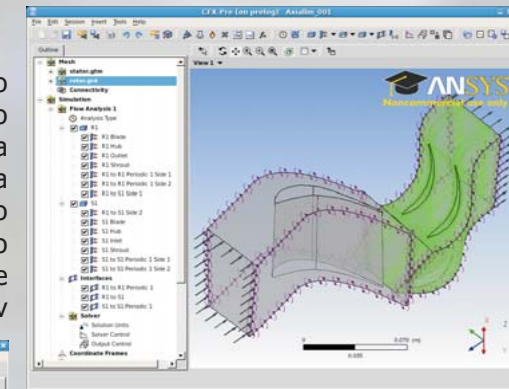 CFX-Pre (on prelog) Axialim_001
File Edit Session Insert Tools Help
Outline
View 1
ANSYS
Noncommercial use only
Mesh
stator.gtm
rotor.grd
Connectivity
Simulation
Flow Analysis 1
Analysis Type
R1
R1 Blade
R1 Hub
R1 Outlet
R1 Shroud
R1 to R1 Periodic 1 Side 1
R1 to R1 Periodic 1 Side 2
R1 to S1 Side 1
S1
R1 to S1 Side 2
S1 Blade
S1 Hub
S1 Inlet
S1 Shroud
S1 to S1 Periodic 1 Side 1
S1 to S1 Periodic 1 Side 2
Interfaces
R1 to R1 Periodic 1
R1 to S1
S1 to S1 Periodic 1
Solver
Solution Units
Solver Control
Output Control
Coordinate Frames
0
0.070 (m)
0.035
o
o
a
a
o
o
e
v